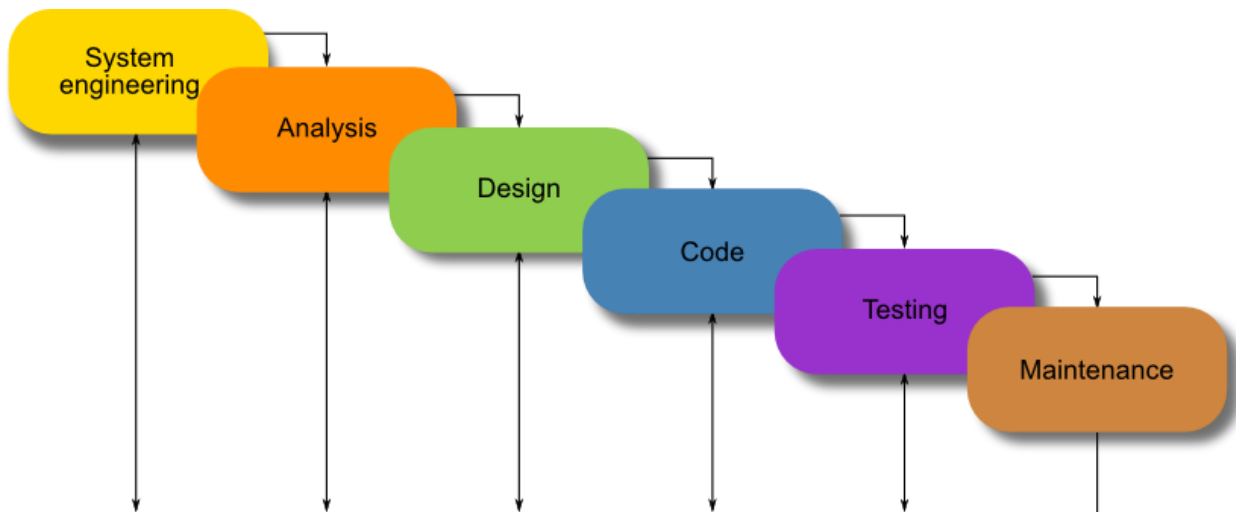 System
engineering
Analysis
Design
Code
Testing
Maintenance